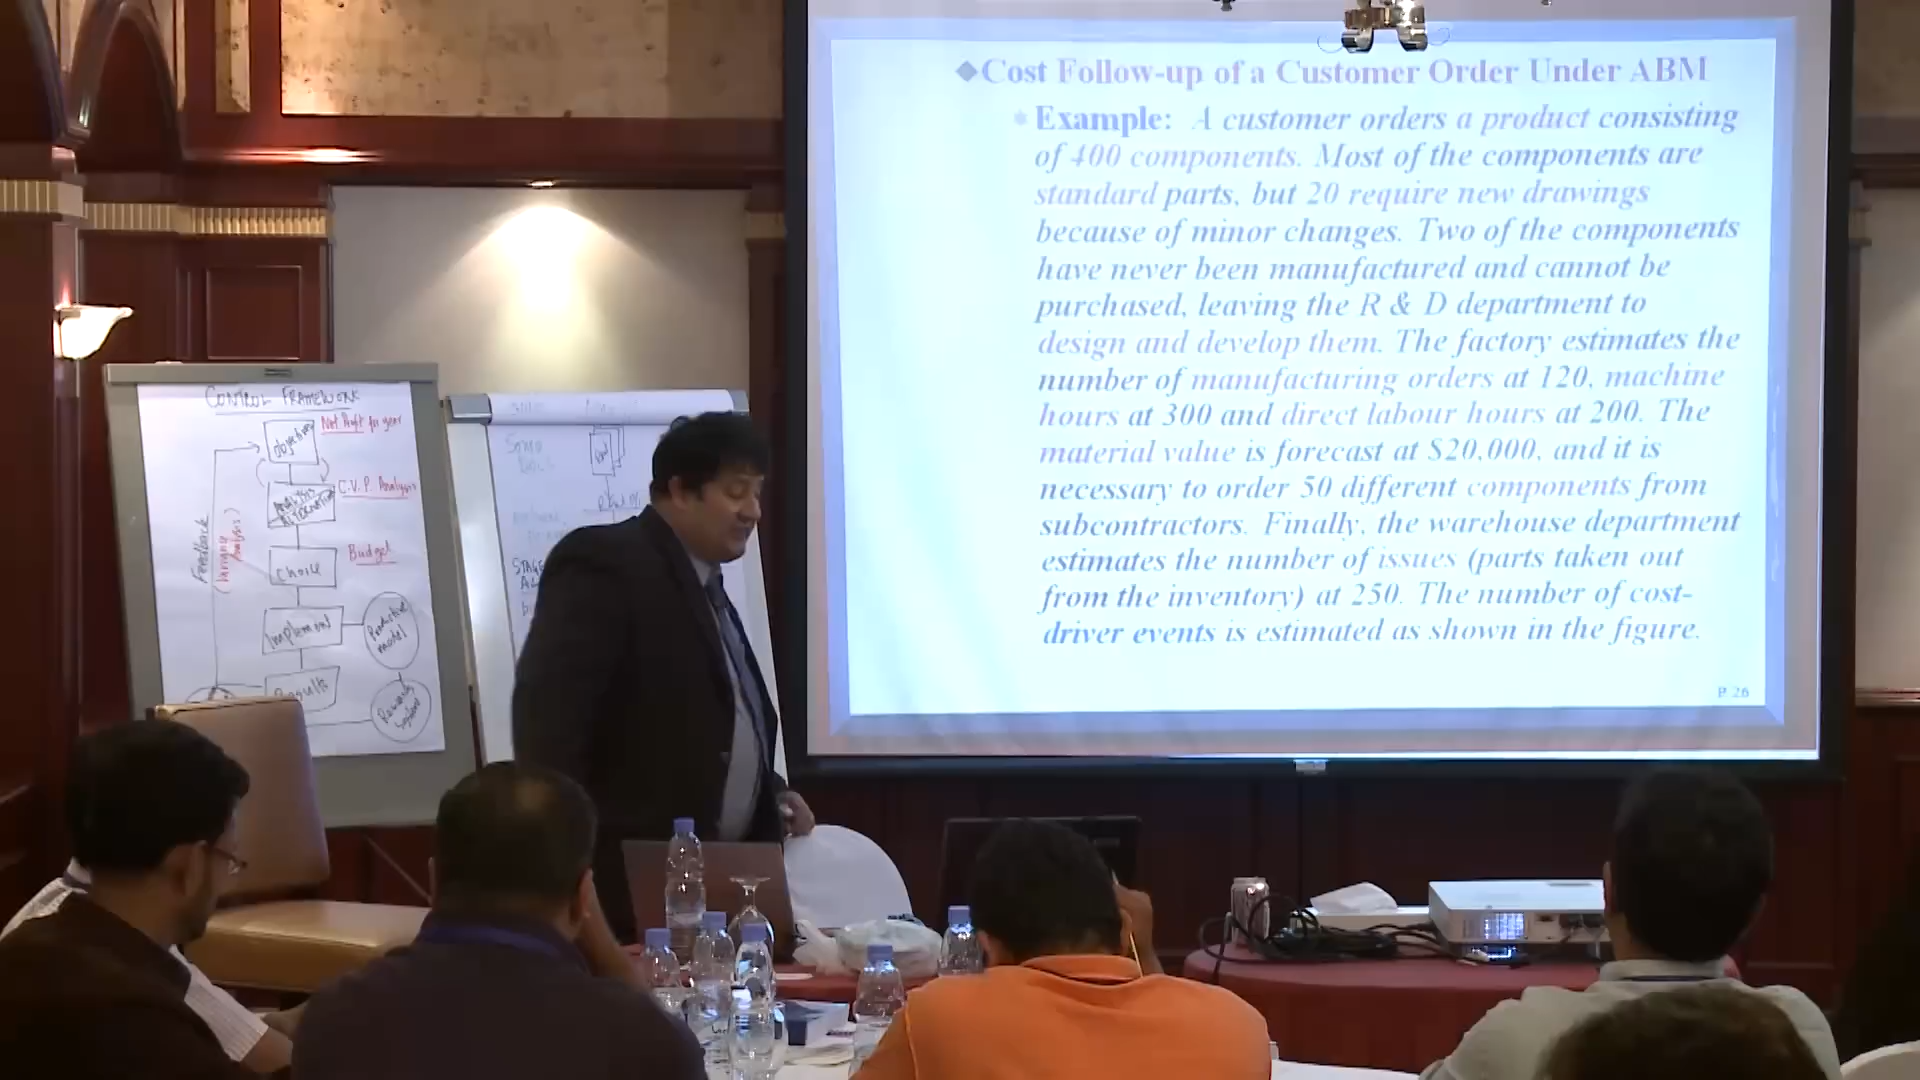 ◆Cost Follow-up of a Customer Order Under ABM
Example: A customer orders a product consisting
of 400 components. Most of the components are
standard parts, but 20 require new drawings
because of minor changes. Two of the components
have never been manufactured and cannot be
purchased, leaving the R & D department to
design and develop them. The factory estimates the
number of manufacturing orders at 120, machine
hours at 300 and direct labour hours at 200. The
material value is forecast at $20,000, and it is
necessary to order 50 different components from
subcontractors. Finally, the warehouse department
estimates the number of issues (parts taken out
from the inventory) at 250. The number of cost-
driver events is estimated as shown in the figure.
P 26
CONTROL FRAMEWORK
Objectives
Net Profit for year
C.V.P. Analysis
Feedback
(Variance
Analysis)
Budget
Choice
Implement
Predictive
model
Results
STAGE